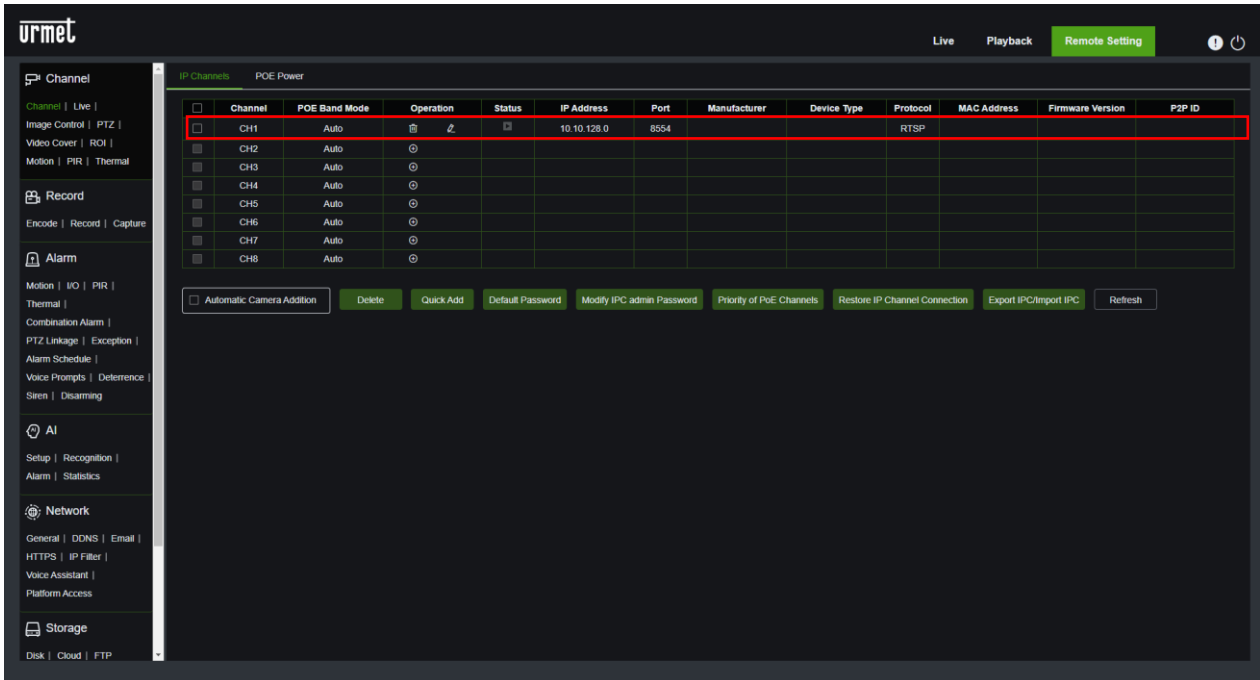 urmet
Live Playback Remote Setting
Channel
Channel | Live |
Image Control | PTZ |
Video Cover | ROI |
Motion | PIR | Thermal
Record
Encode | Record | Capture
Alarm
Motion | I/O | PIR |
Thermal |
Combination Alarm |
PTZ Linkage | Exception |
Alarm Schedule |
Voice Prompts | Deterrence |
Siren | Disarming
AI
Setup | Recognition |
Alarm | Statistics
Network
General | DDNS | Email |
HTTPS | IP Filter |
Voice Assistant |
Platform Access
Storage
Disk | Cloud | FTP
IP Channels POE Power
Channel POE Band Mode Operation Status IP Address Port Manufacturer Device Type Protocol MAC Address Firmware Version P2P ID
CH1 Auto 10.10.128.0 8554 RTSP
CH2 Auto
CH3 Auto
CH4 Auto
CH5 Auto
CH6 Auto
CH7 Auto
CH8 Auto
Automatic Camera Addition Delete Quick Add Default Password Modify IPC admin Password Priority of PoE Channels Restore IP Channel Connection Export IPC/Import IPC Refresh